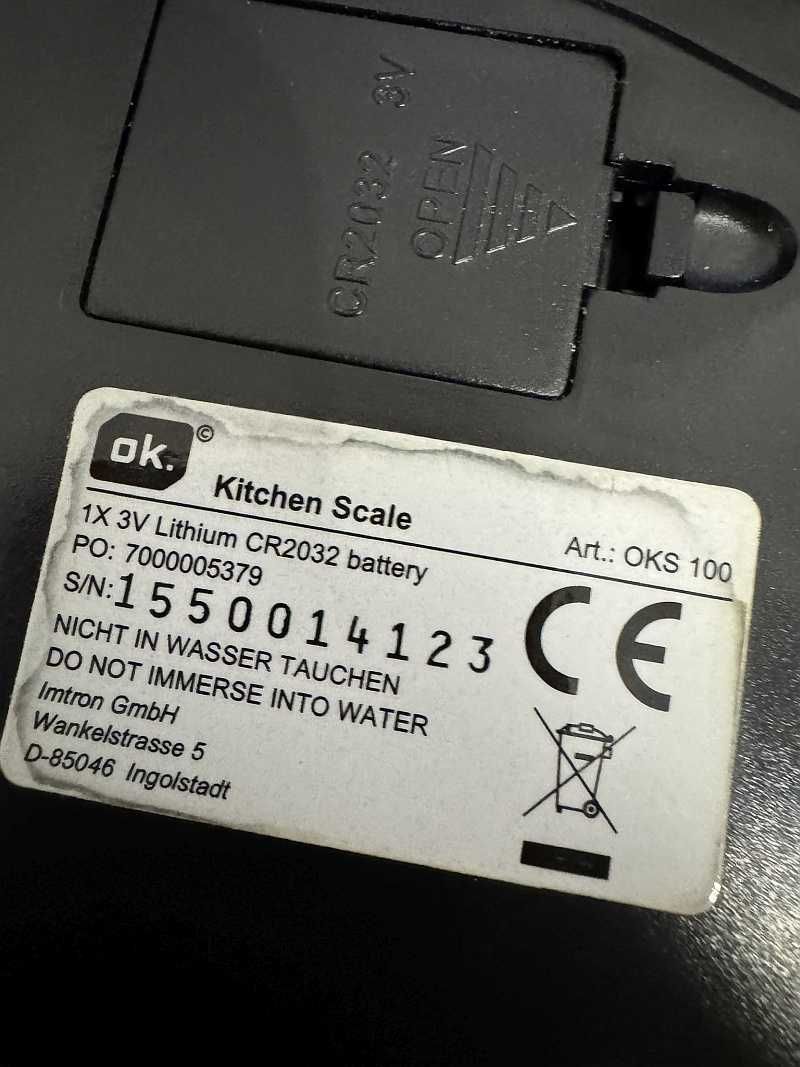 CR2032 3V
OPEN
ok.©
Kitchen Scale
Art.: OKS 100
1X 3V Lithium CR2032 battery
PO: 7000005379
S/N:1550014123
NICHT IN WASSER TAUCHEN
DO NOT IMMERSE INTO WATER
Imtron GmbH
Wankelstrasse 5
D-85046 Ingolstadt
CE